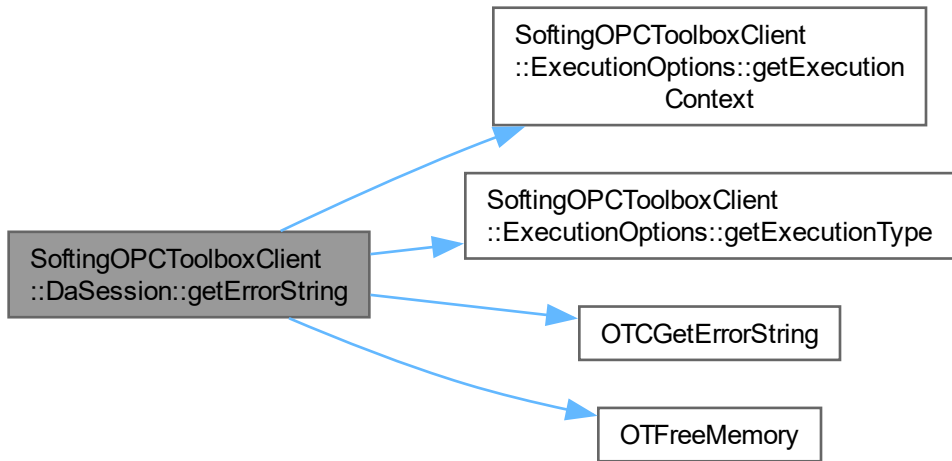 SoftingOPCToolboxClient
::ExecutionOptions::getExecution
Context
SoftingOPCToolboxClient
::ExecutionOptions::getExecutionType
SoftingOPCToolboxClient
::DaSession::getErrorString
OTCGetErrorString
OTFreeMemory